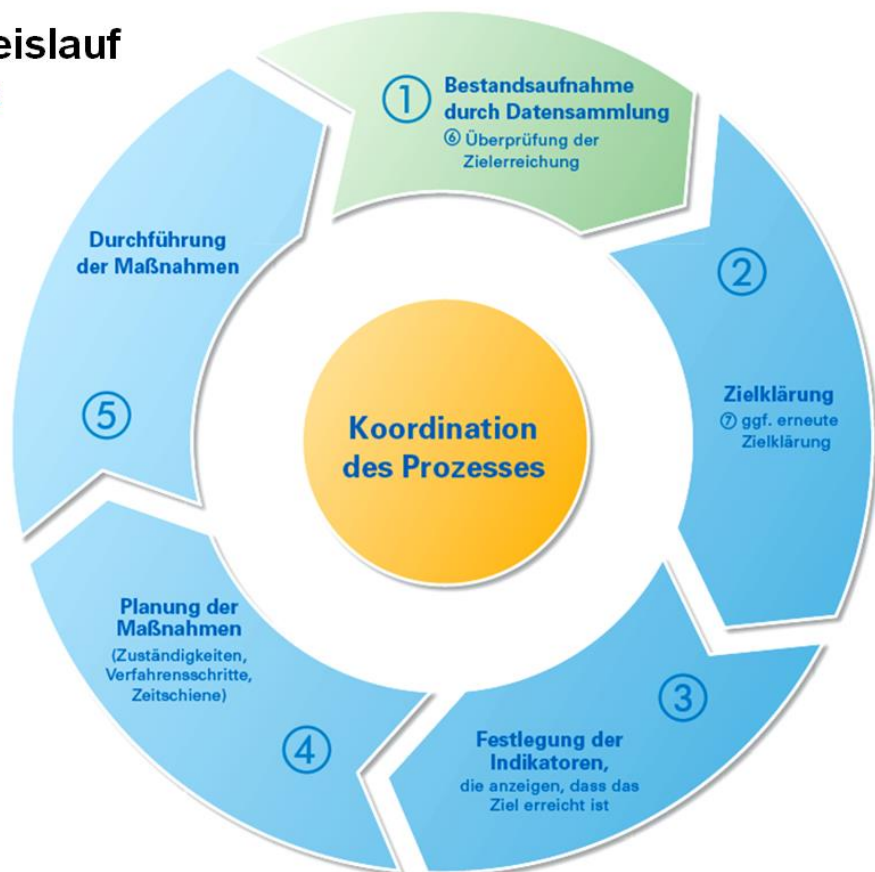 eislauf
① Bestandsaufnahme
durch Datensammlung
⑥ Überprüfung der
Zielerreichung
②
Zielklärung
⑦ ggf. erneute
Zielklärung
③
Festlegung der
Indikatoren,
die anzeigen, dass das
Ziel erreicht ist
④
Planung der
Maßnahmen
(Zuständigkeiten,
Verfahrensschritte,
Zeitschiene)
⑤
Durchführung
der Maßnahmen
Koordination
des Prozesses